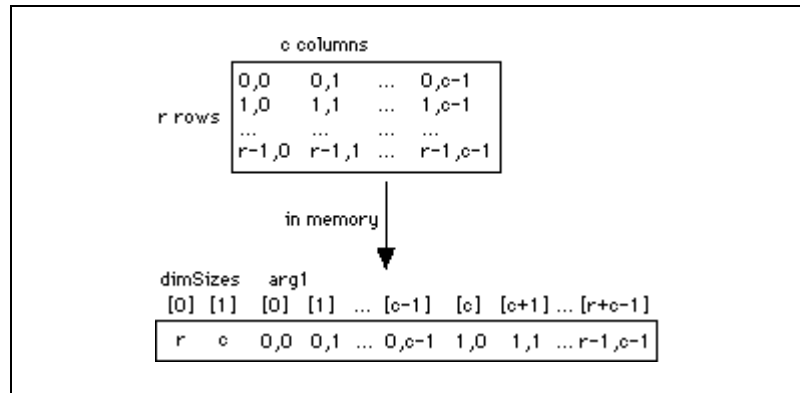 c columns
0,0 0,1 ... 0,c-1
1,0 1,1 ... 1,c-1
r rows
... ... ... ...
r-1,0 r-1,1 ... r-1,c-1
in memory
dimSizes arg1
[0] [1] [0] [1] ... [c-1] [c] [c+1] ... [r+c-1]
r c 0,0 0,1 ... 0,c-1 1,0 1,1 ... r-1,c-1